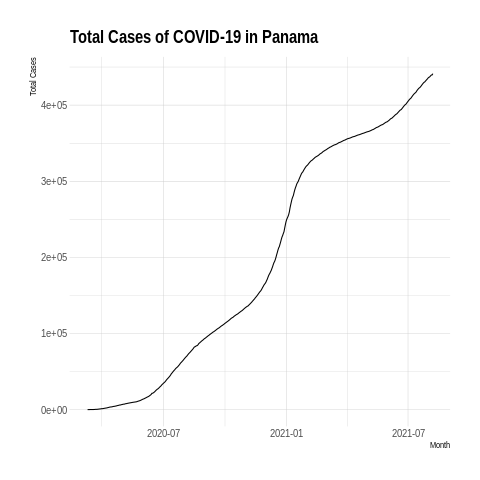 Total Cases of COVID-19 in Panama
Total Cases
4e+05
3e+05
2e+05
1e+05
0e+00
2020-07 2021-01 2021-07
Month